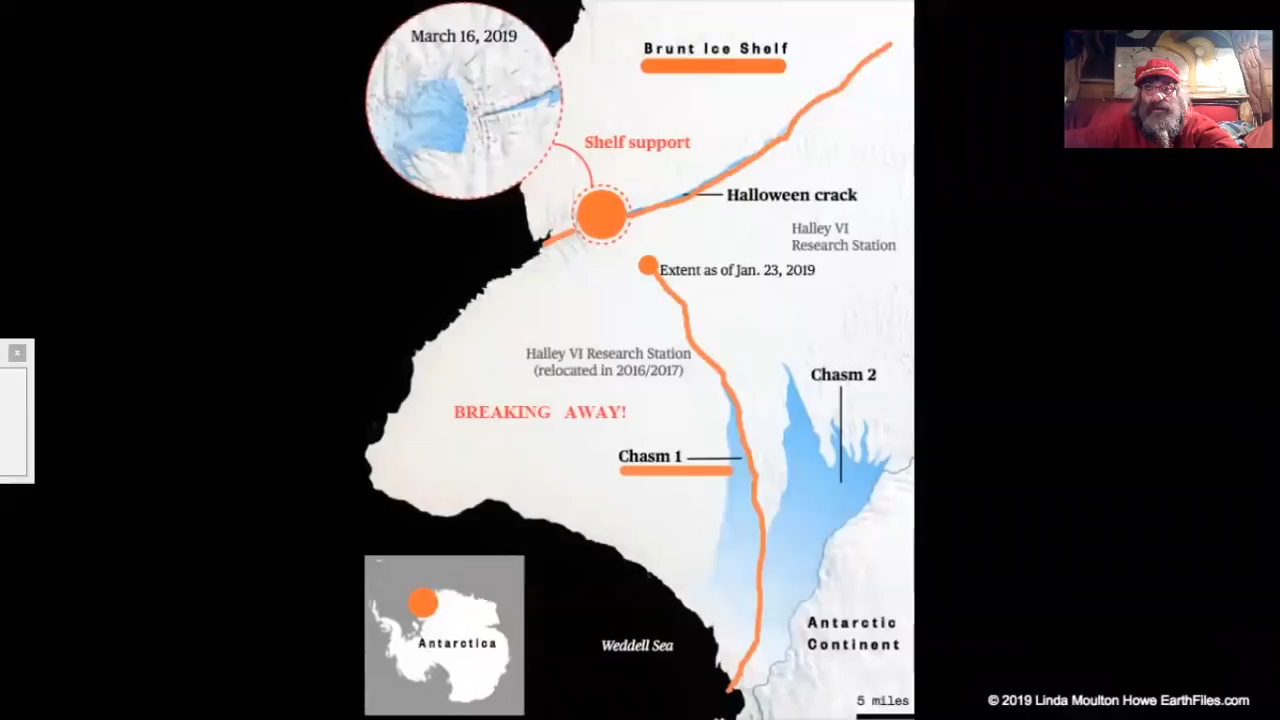 March 16, 2019
Brunt Ice Shelf
Shelf support
Halloween crack
Halley VI
Research Station
Extent as of Jan. 23, 2019
Halley VI Research Station
(relocated in 2016/2017)
Chasm 2
BREAKING AWAY!
Chasm 1
Antarctica
Weddell Sea
Antarctic
Continent
5 miles
© 2019 Linda Moulton Howe EarthFiles.com
x